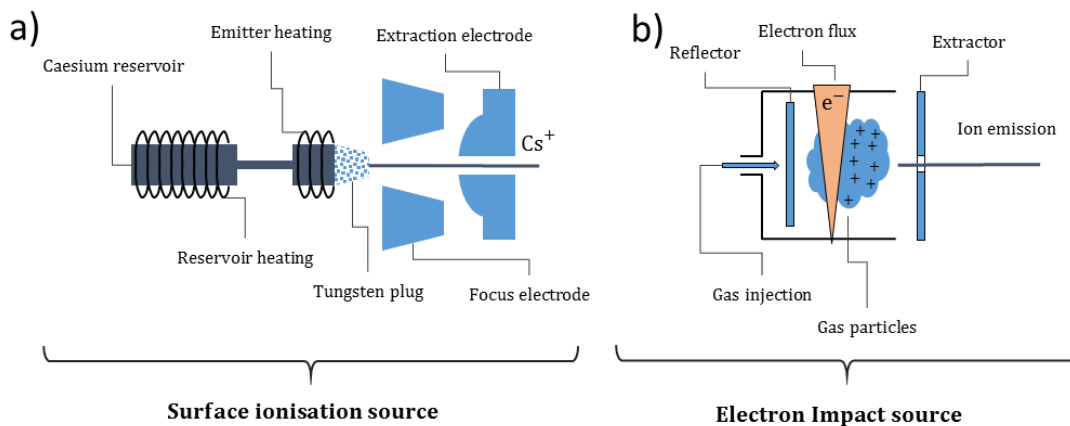 a)
Emitter heating
Extraction electrode
Caesium reservoir
Cs⁺
Reservoir heating
Tungsten plug
Focus electrode
Surface ionisation source
b)
Electron flux
Reflector
Extractor
e⁻
Ion emission
+ + + + + + + + +
Gas injection
Gas particles
Electron Impact source